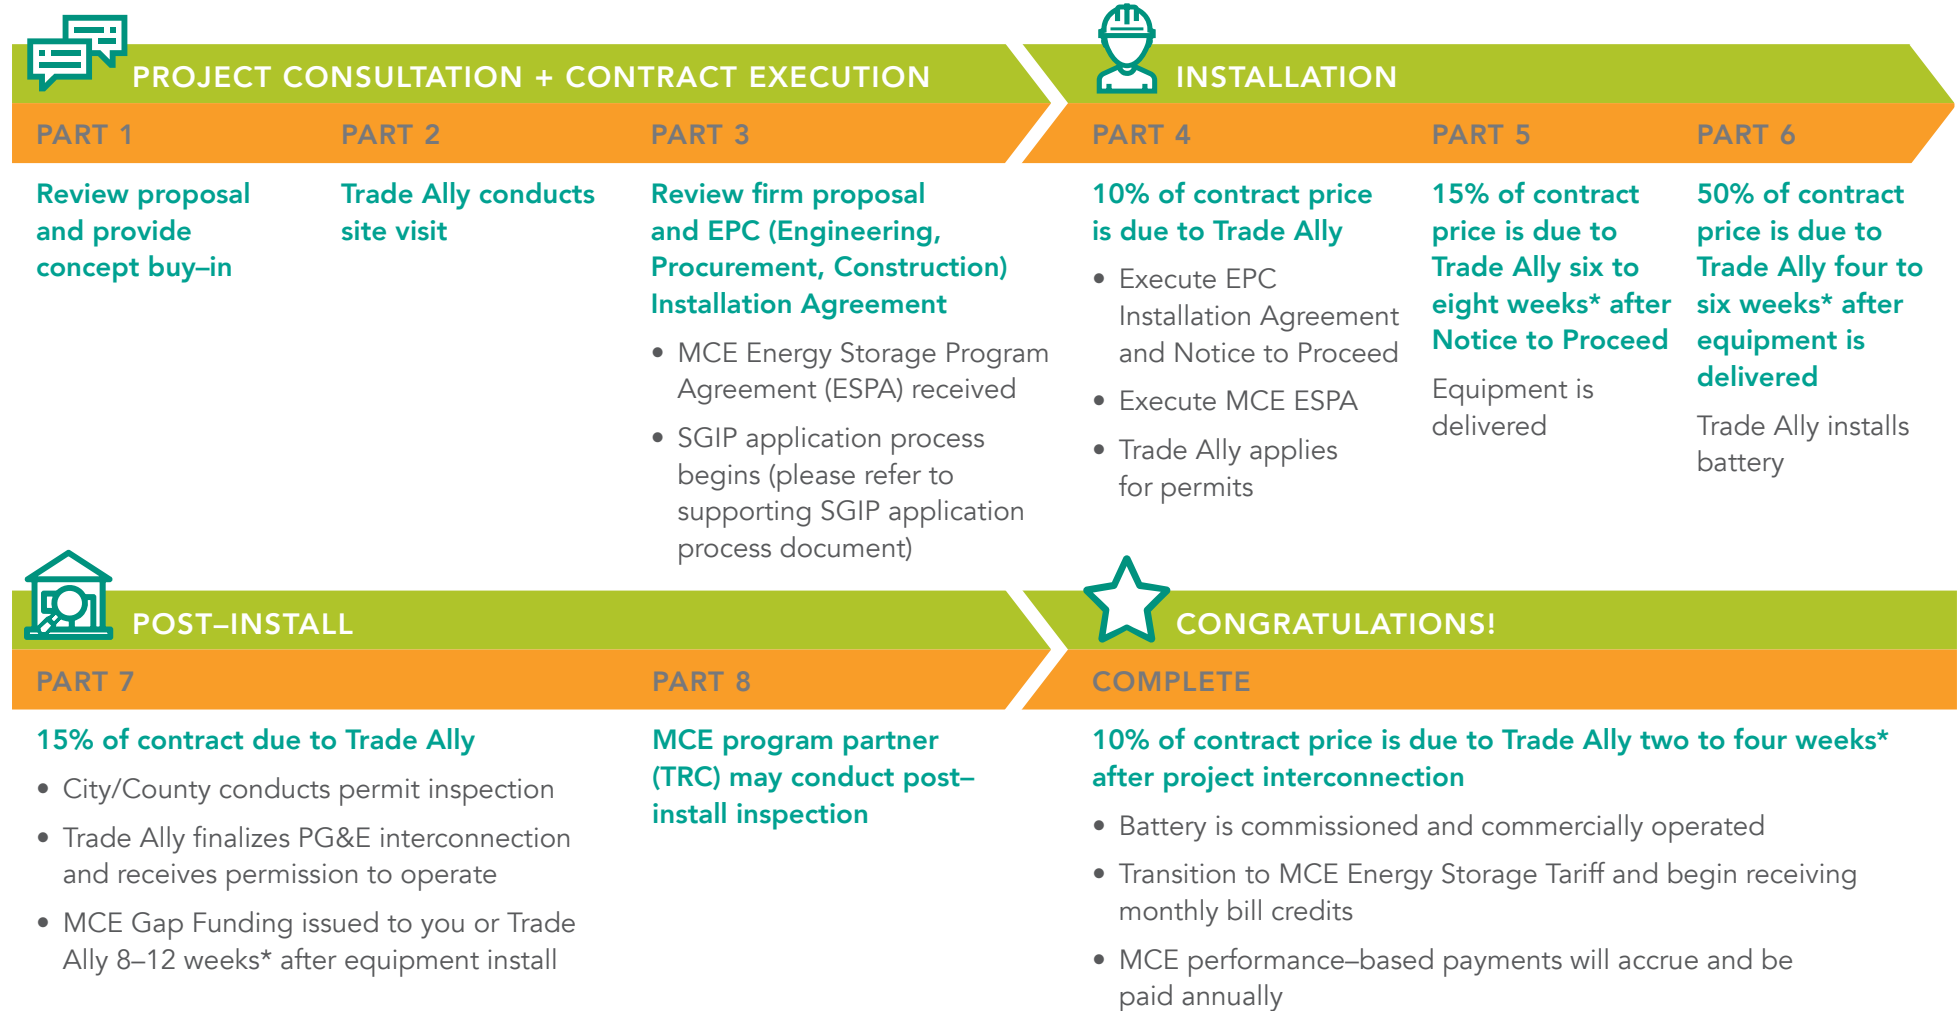 PROJECT CONSULTATION + CONTRACT EXECUTION
PART 1
Review proposal
and provide
concept buy–in
PART 2
Trade Ally conducts
site visit
PART 3
Review firm proposal
and EPC (Engineering,
Procurement, Construction)
Installation Agreement
• MCE Energy Storage Program
Agreement (ESPA) received
• SGIP application process
begins (please refer to
supporting SGIP application
process document)
INSTALLATION
PART 4
10% of contract price
is due to Trade Ally
• Execute EPC
Installation Agreement
and Notice to Proceed
• Execute MCE ESPA
• Trade Ally applies
for permits
PART 5
15% of contract
price is due to
Trade Ally six to
eight weeks* after
Notice to Proceed
Equipment is
delivered
PART 6
50% of contract
price is due to
Trade Ally four to
six weeks* after
equipment is
delivered
Trade Ally installs
battery
POST–INSTALL
PART 7
15% of contract due to Trade Ally
• City/County conducts permit inspection
• Trade Ally finalizes PG&E interconnection
and receives permission to operate
• MCE Gap Funding issued to you or Trade
Ally 8–12 weeks* after equipment install
PART 8
MCE program partner
(TRC) may conduct post–
install inspection
CONGRATULATIONS!
COMPLETE
10% of contract price is due to Trade Ally two to four weeks*
after project interconnection
• Battery is commissioned and commercially operated
• Transition to MCE Energy Storage Tariff and begin receiving
monthly bill credits
• MCE performance–based payments will accrue and be
paid annually